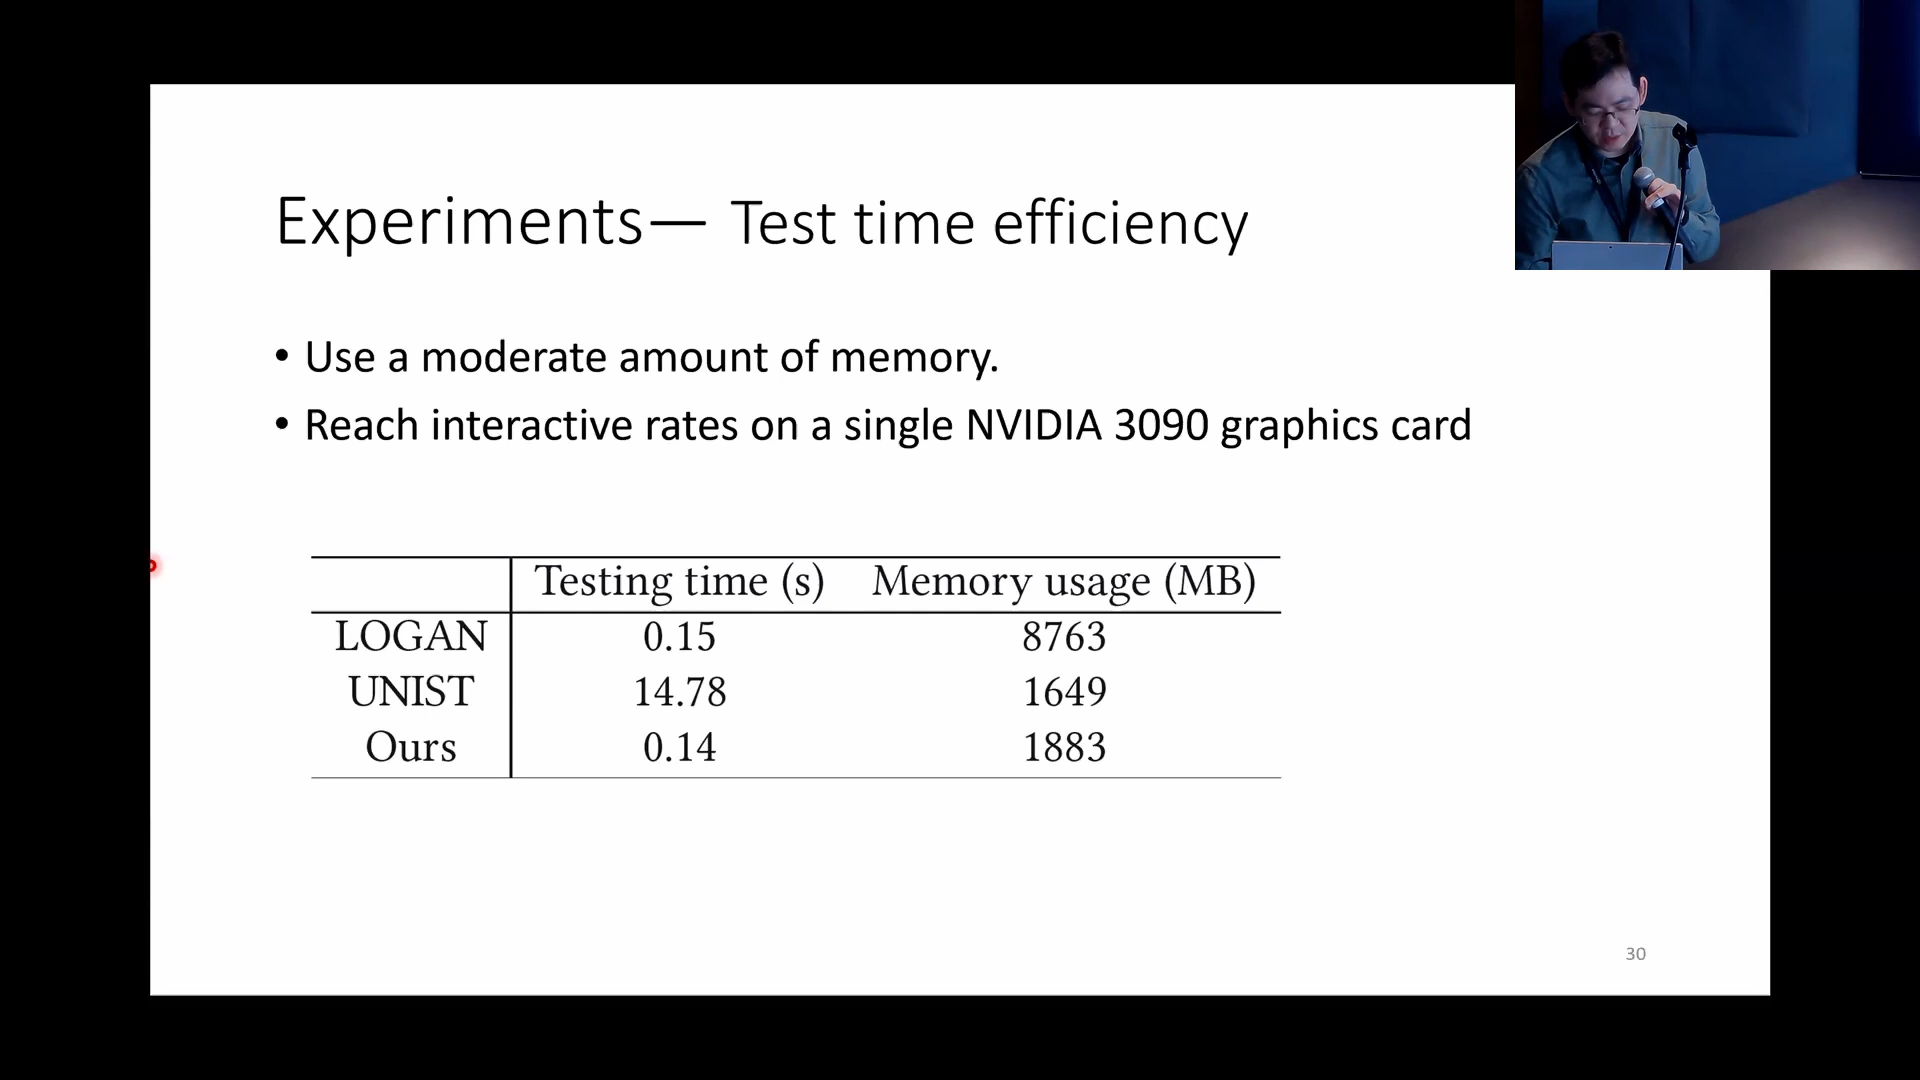 Experiments— Test time efficiency
• Use a moderate amount of memory.
• Reach interactive rates on a single NVIDIA 3090 graphics card
Testing time (s) Memory usage (MB)
LOGAN 0.15 8763
UNIST 14.78 1649
Ours 0.14 1883
30